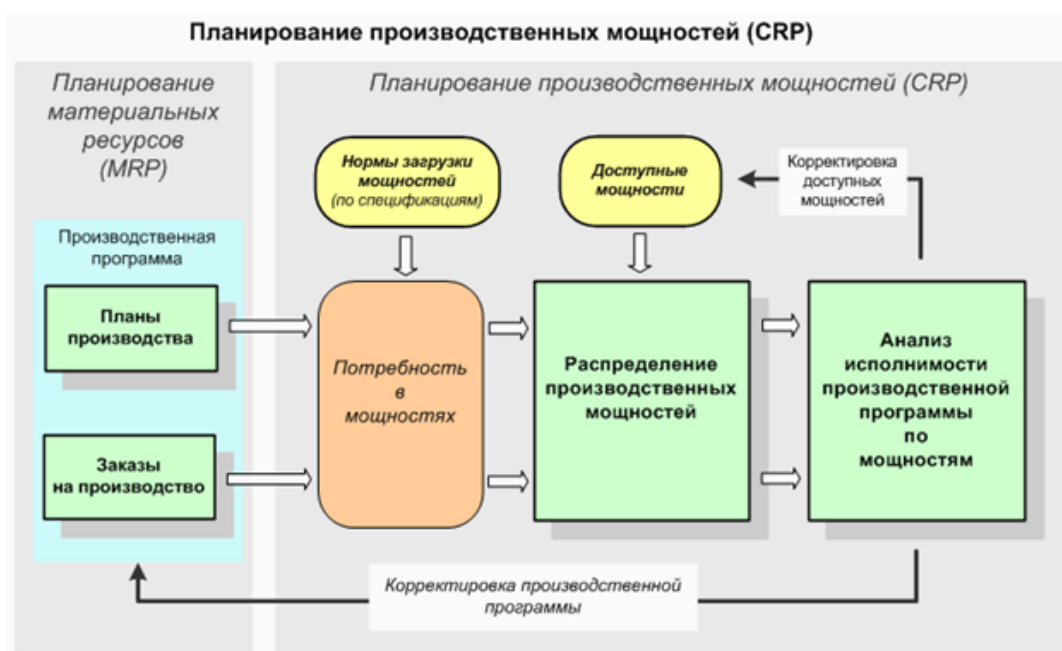 Планирование производственных мощностей (CRP)
Планирование
материальных
ресурсов
(MRP)
Планирование производственных мощностей (CRP)
Нормы загрузки
мощностей
(по спецификациям)
Доступные
мощности
Корректировка
доступных
мощностей
Производственная
программа
Планы
производства
Потребность
в
мощностях
Распределение
производственных
мощностей
Анализ
исполнимости
производственной
программы
по
мощностям
Заказы
на производство
Корректировка производственной
программы